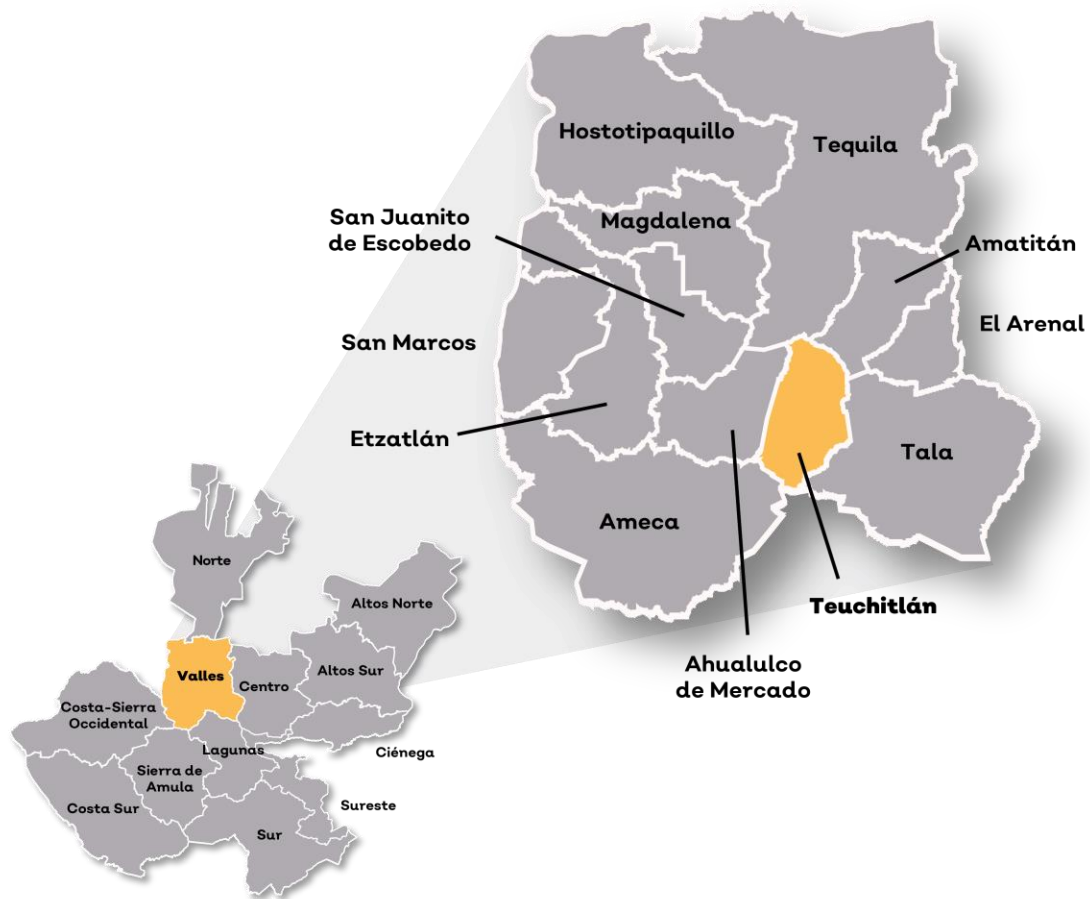 Hostotipaquillo
Tequila
San Juanito
de Escobedo
Magdalena
Amatitán
El Arenal
San Marcos
Etzatlán
Tala
Ameca
Teuchitlán
Ahualulco
de Mercado
Norte
Altos Norte
Valles
Centro
Altos Sur
Costa-Sierra
Occidental
Lagunas
Ciénega
Sierra de
Amula
Costa Sur
Sureste
Sur